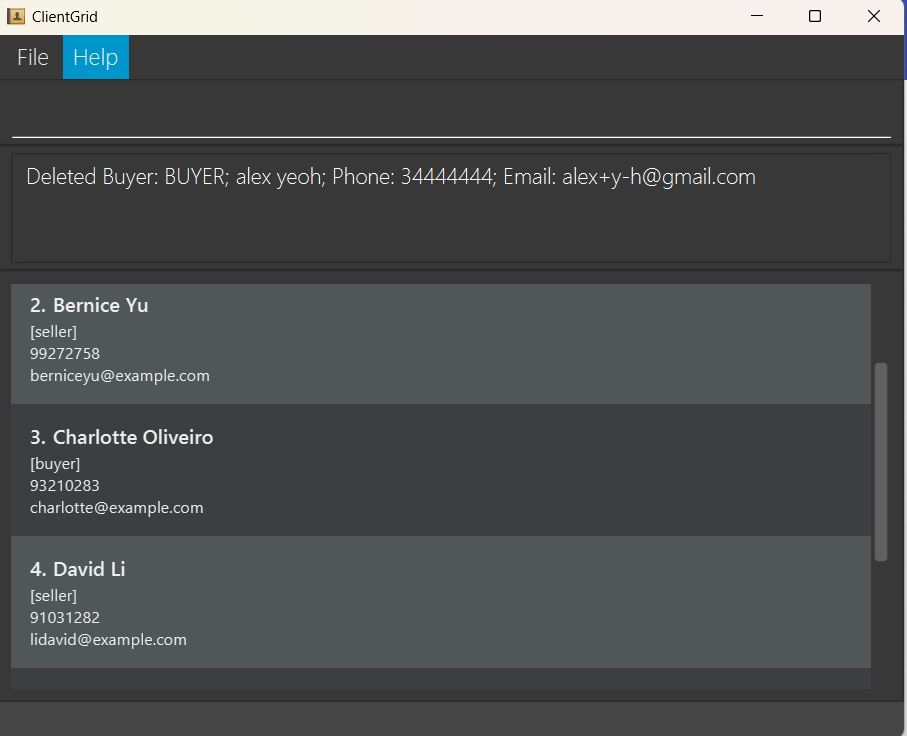 ClientGrid
File Help
Deleted Buyer: BUYER; alex yeoh; Phone: 34444444; Email: alex+y-h@gmail.com
2. Bernice Yu
[seller]
99272758
berniceyu@example.com
3. Charlotte Oliveiro
[buyer]
93210283
charlotte@example.com
4. David Li
[seller]
91031282
lidavid@example.com